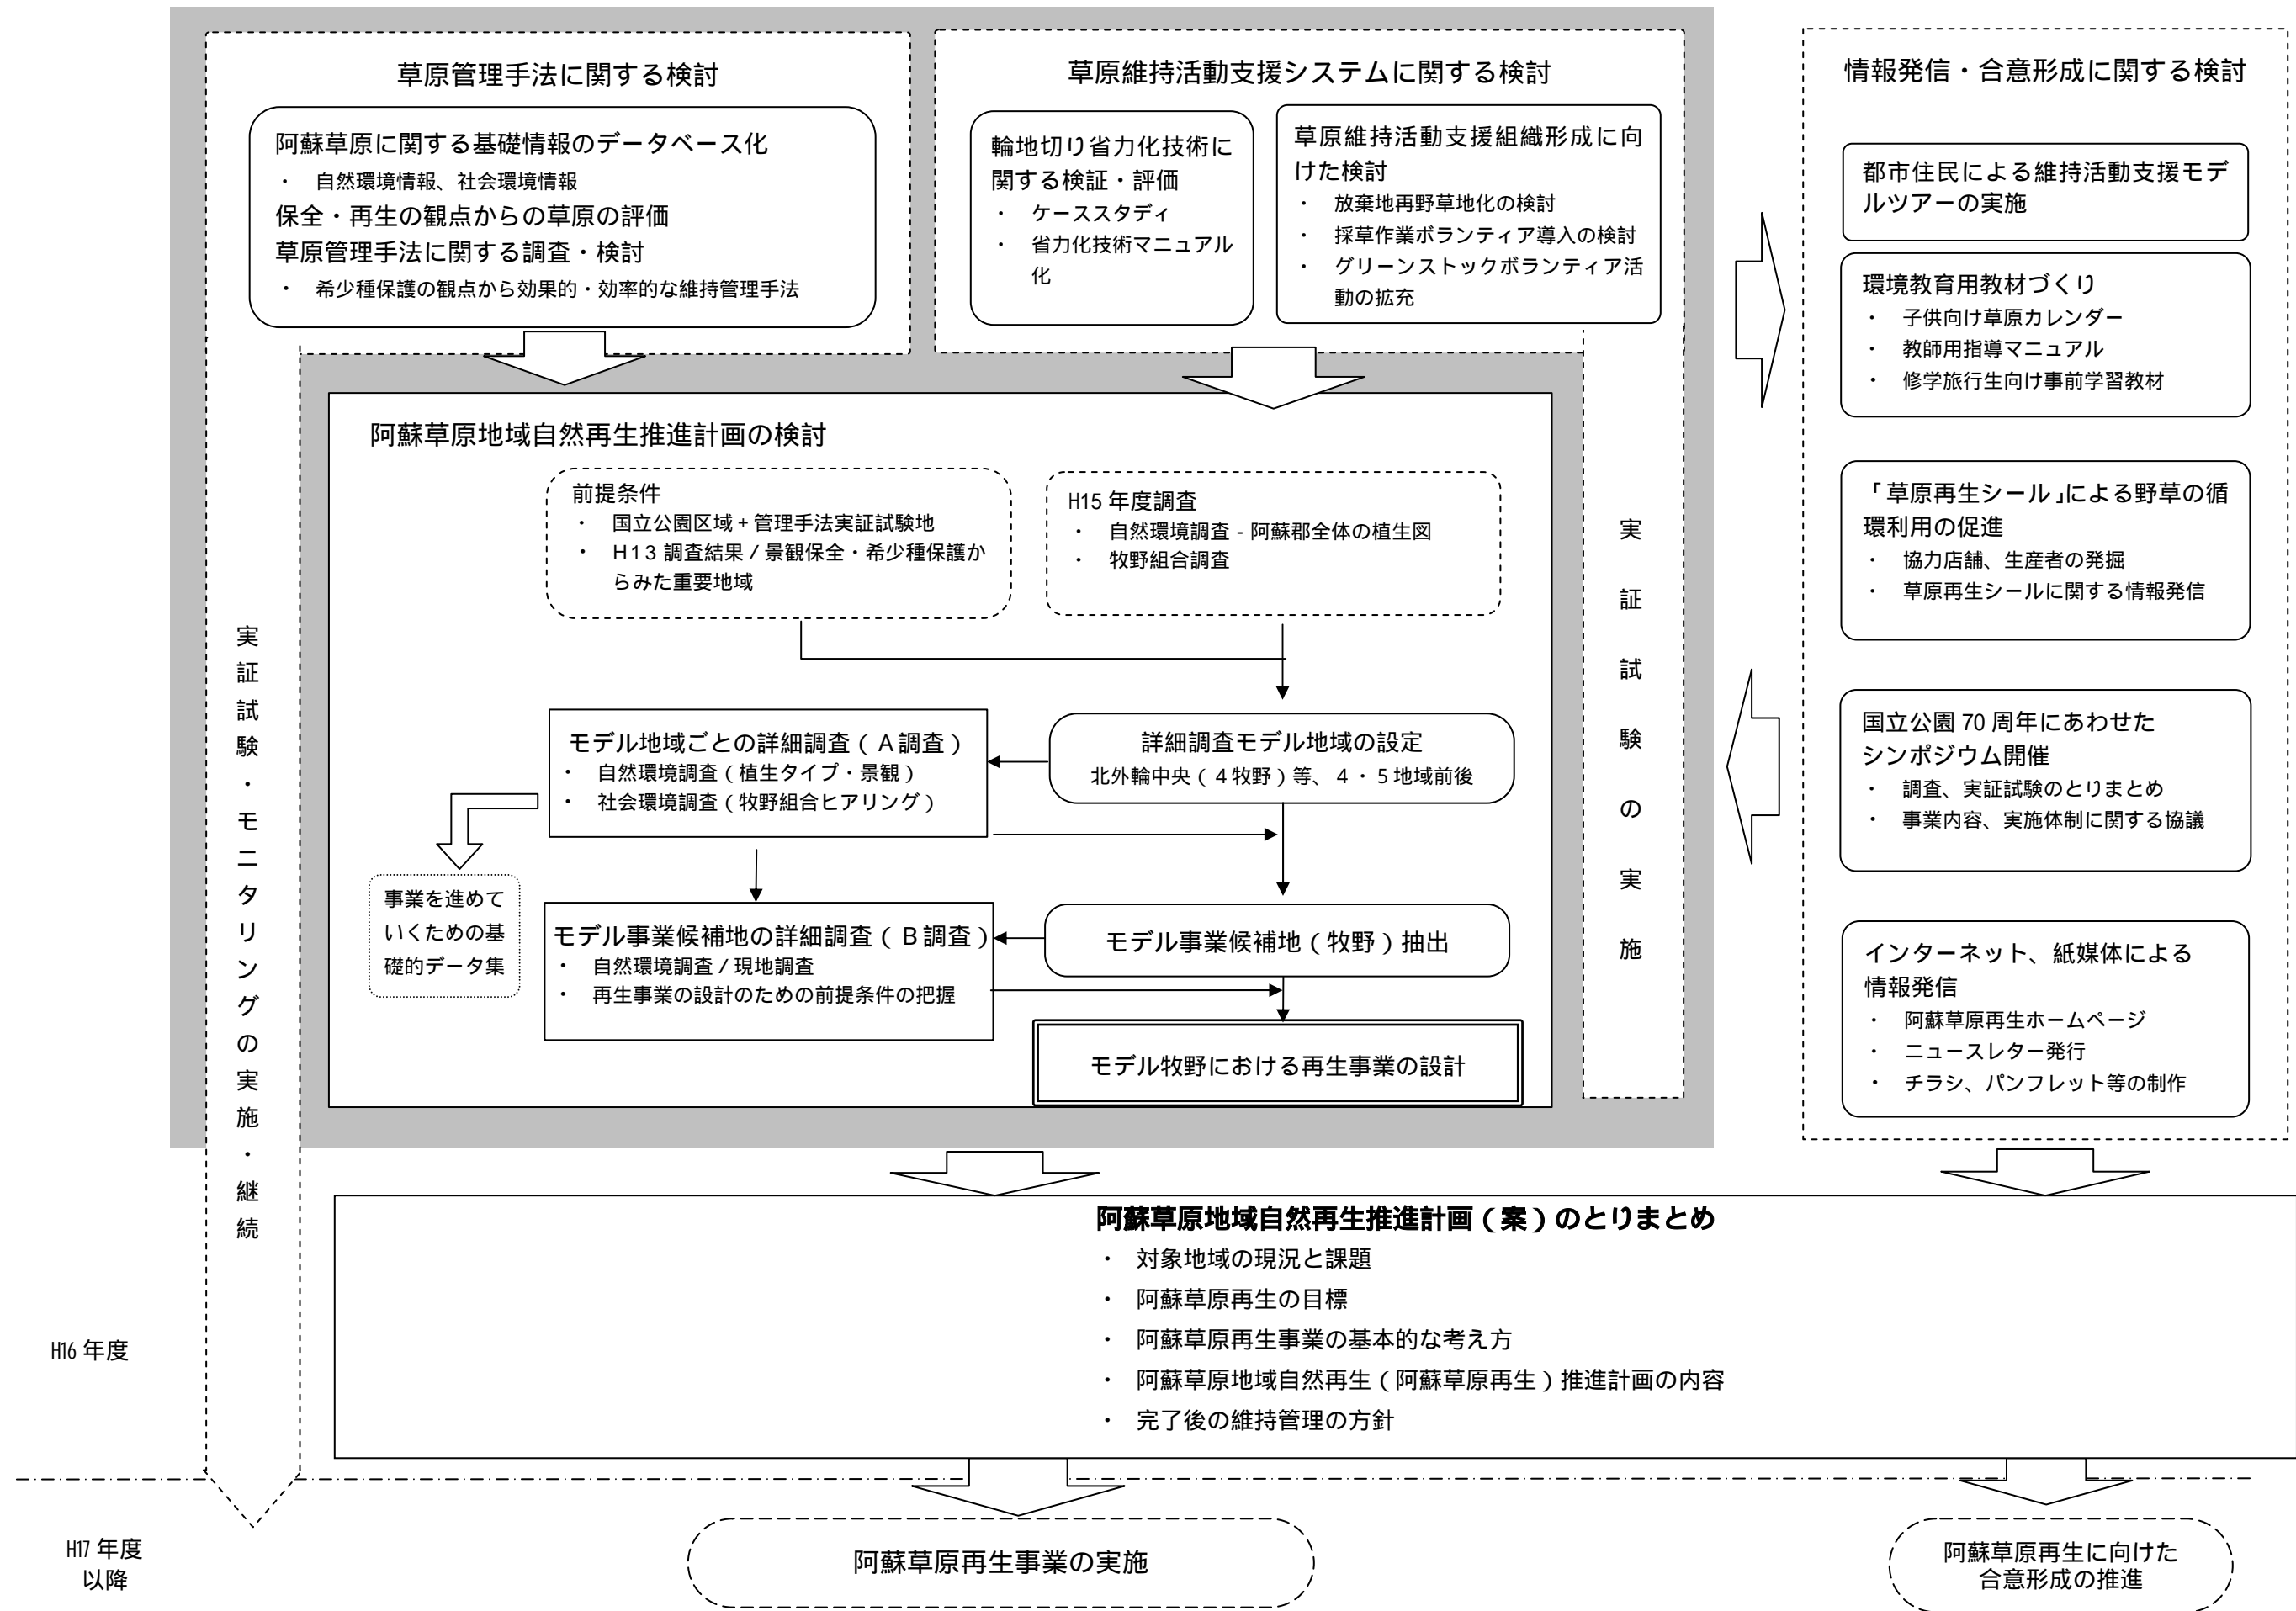 草原管理手法に関する検討
阿蘇草原に関する基礎情報のデータベース化
・ 自然環境情報、社会環境情報
保全・再生の観点からの草原の評価
草原管理手法に関する調査・検討
・ 希少種保護の観点から効果的・効率的な維持管理手法
草原維持活動支援システムに関する検討
輪地切り省力化技術に
関する検証・評価
・ ケーススタディ
・ 省力化技術マニュアル
化
草原維持活動支援組織形成に向
けた検討
・ 放棄地再野草地化の検討
・ 採草作業ボランティア導入の検討
・ グリーンストックボランティア活
動の拡充
情報発信・合意形成に関する検討
都市住民による維持活動支援モデ
ルツアーの実施
環境教育用教材づくり
・ 子供向け草原カレンダー
・ 教師用指導マニュアル
・ 修学旅行生向け事前学習教材
「草原再生シール」による野草の循
環利用の促進
・ 協力店舗、生産者の発掘
・ 草原再生シールに関する情報発信
国立公園 70 周年にあわせた
シンポジウム開催
・ 調査、実証試験のとりまとめ
・ 事業内容、実施体制に関する協議
インターネット、紙媒体による
情報発信
・ 阿蘇草原再生ホームページ
・ ニュースレター発行
・ チラシ、パンフレット等の制作
阿蘇草原地域自然再生推進計画の検討
前提条件
・ 国立公園区域+管理手法実証試験地
・ H13 調査結果/景観保全・希少種保護か
らみた重要地域
H15 年度調査
・ 自然環境調査 - 阿蘇郡全体の植生図
・ 牧野組合調査
モデル地域ごとの詳細調査(A調査)
・ 自然環境調査(植生タイプ・景観)
・ 社会環境調査(牧野組合ヒアリング)
詳細調査モデル地域の設定
北外輪中央(4牧野)等、4・5地域前後
事業を進めて
いくための基
礎的データ集
モデル事業候補地の詳細調査(B調査)
・ 自然環境調査/現地調査
・ 再生事業の設計のための前提条件の把握
モデル事業候補地(牧野)抽出
モデル牧野における再生事業の設計
実証試験・モニタリングの実施・継続
実証試験の実施
阿蘇草原地域自然再生推進計画(案)のとりまとめ
・ 対象地域の現況と課題
・ 阿蘇草原再生の目標
・ 阿蘇草原再生事業の基本的な考え方
・ 阿蘇草原地域自然再生(阿蘇草原再生)推進計画の内容
・ 完了後の維持管理の方針
H16 年度
H17 年度
以降
阿蘇草原再生事業の実施
阿蘇草原再生に向けた
合意形成の推進